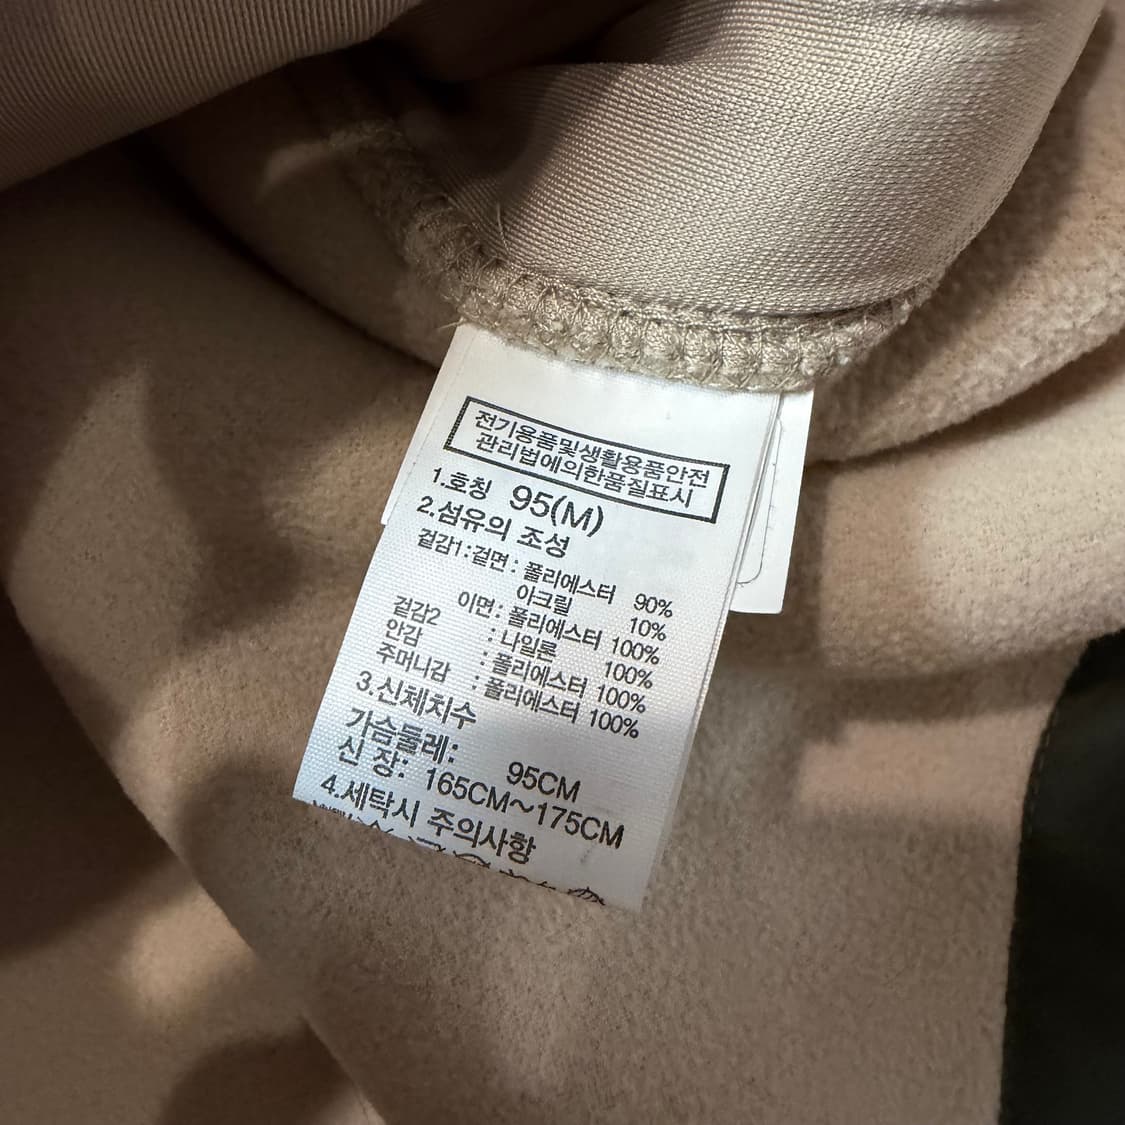 전기용품및생활용품안전
관리법에의한품질표시
1.호칭 95(M)
2.섬유의 조성
겉감1:겉면: 폴리에스터 90%
아크릴 10%
이면: 폴리에스터 100%
겉감2 : 나일론 100%
안감 : 폴리에스터 100%
주머니감 : 폴리에스터 100%
3.신체치수
가슴둘레: 95CM
신 장: 165CM~175CM
4.세탁시 주의사항